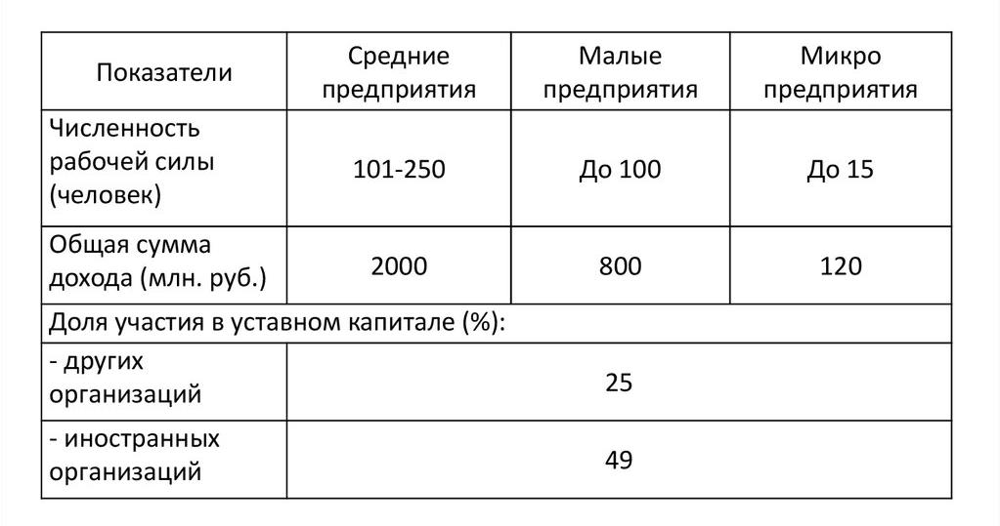 Показатели
Средние
предприятия
Малые
предприятия
Микро
предприятия
Численность
рабочей силы
(человек)
101-250
До 100
До 15
Общая сумма
дохода (млн. руб.)
2000
800
120
Доля участия в уставном капитале (%):
- других
организаций
25
- иностранных
организаций
49